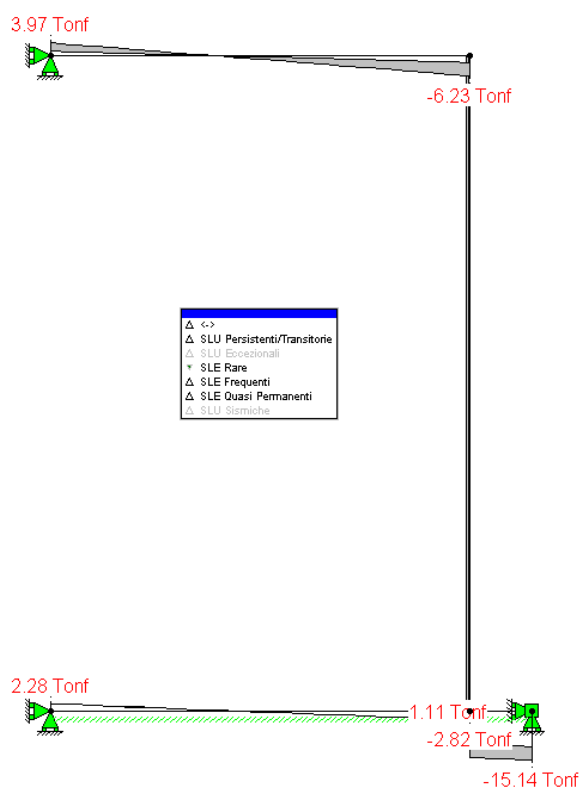 3.97 Tonf
-6.23 Tonf
<->
SLU Persistenti/Transitorie
SLU Eccezionali
SLE Rare
SLE Frequenti
SLE Quasi Permanenti
SLU Sismiche
2.28 Tonf
1.11 Tonf
-2.82 Tonf
-15.14 Tonf